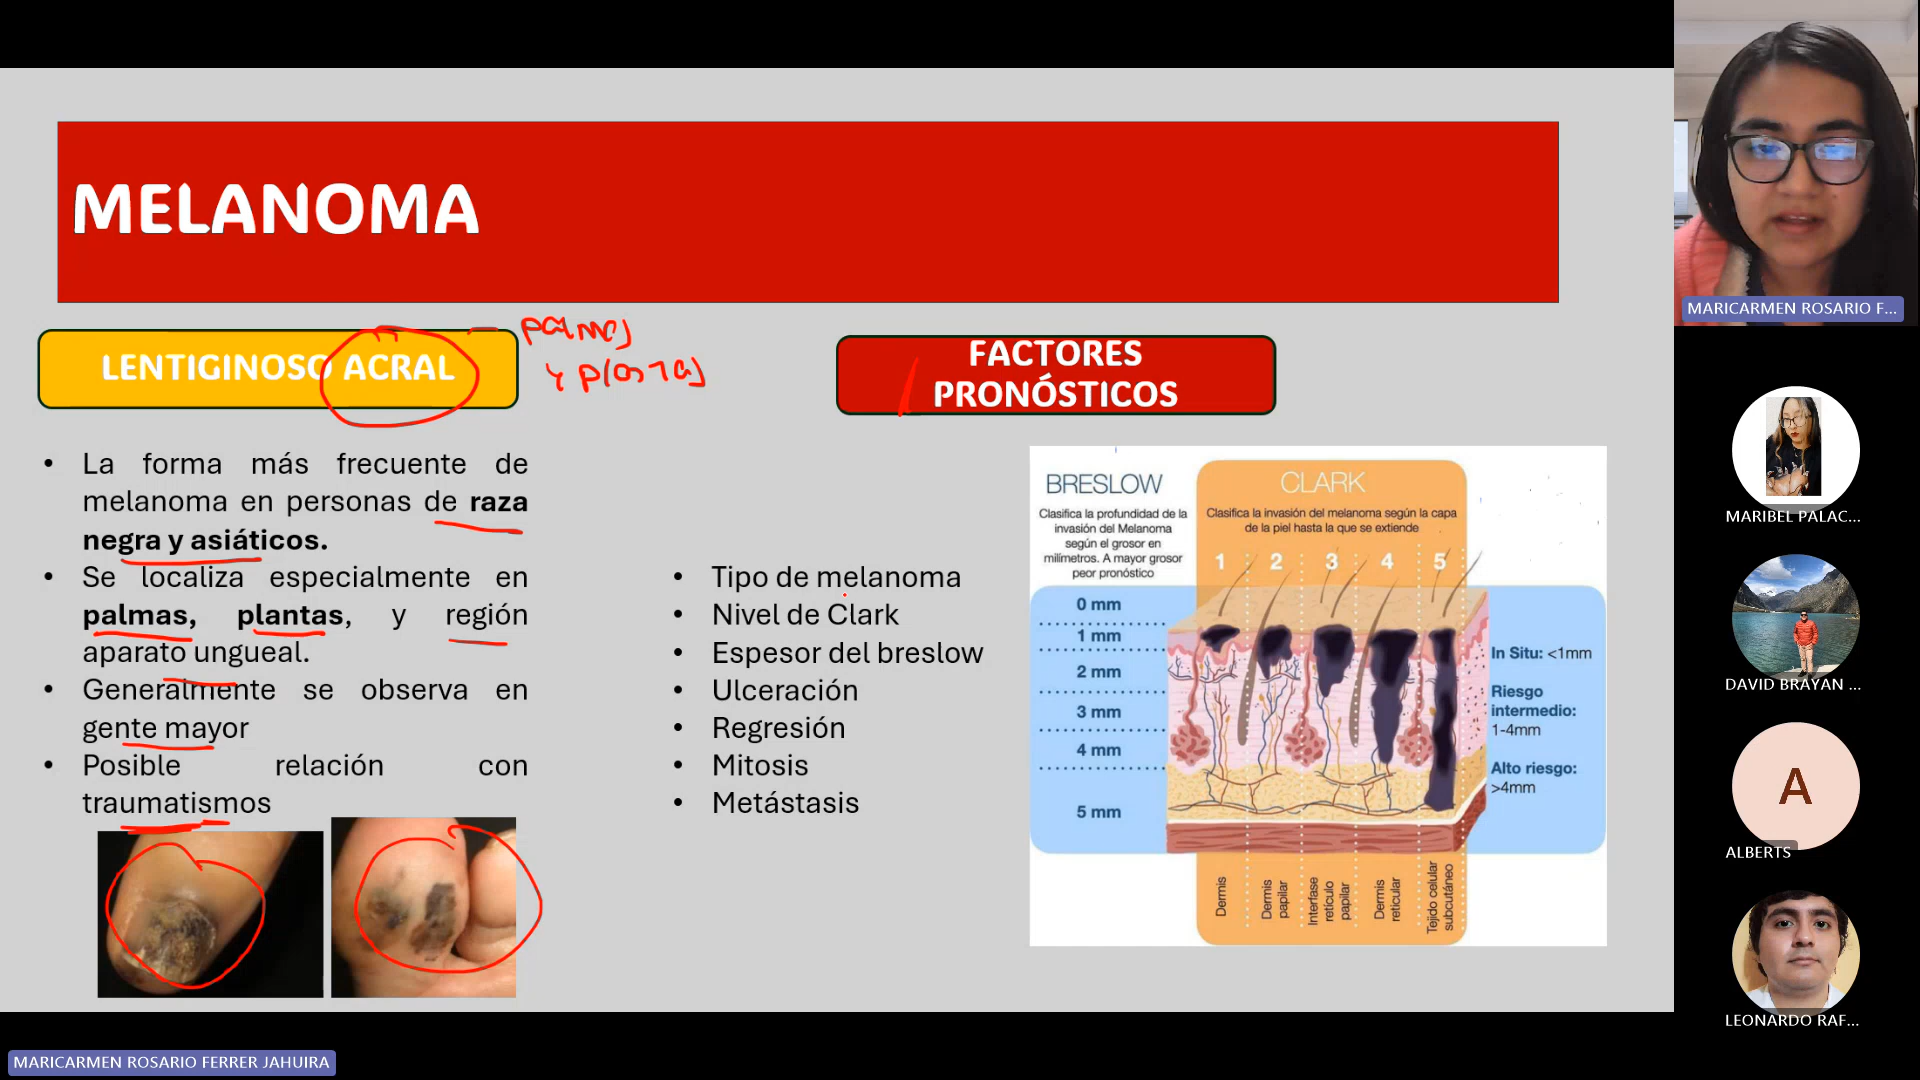 MELANOMA
LENTIGINOSO ACRAL
palmas
y plantas
FACTORES
PRONÓSTICOS
• La forma más frecuente de
melanoma en personas de raza
negra y asiáticos.
• Se localiza especialmente en
palmas, plantas, y región
aparato ungueal.
• Generalmente se observa en
gente mayor
• Posible relación con
traumatismos
• Tipo de melanoma
• Nivel de Clark
• Espesor del breslow
• Ulceración
• Regresión
• Mitosis
• Metástasis
BRESLOW
Clasifica la profundidad de la
invasión del Melanoma
según el grosor en
milímetros. A mayor grosor
peor pronóstico
CLARK
Clasifica la invasión del melanoma según la capa
de la piel hasta la que se extiende
1 2 3 4 5
0 mm
1 mm
2 mm
3 mm
4 mm
5 mm
In Situ: <1mm
Riesgo
intermedio:
1-4mm
Alto riesgo:
>4mm
Dermis
Dermis
papilar
Interfase
retículo
papilar
Dermis
reticular
Tejido celular
subcutáneo
MARICARMEN ROSARIO F...
MARIBEL PALAC...
DAVID BRAYAN ...
A
ALBERTS
LEONARDO RAF...
MARICARMEN ROSARIO FERRER JAHUIRA